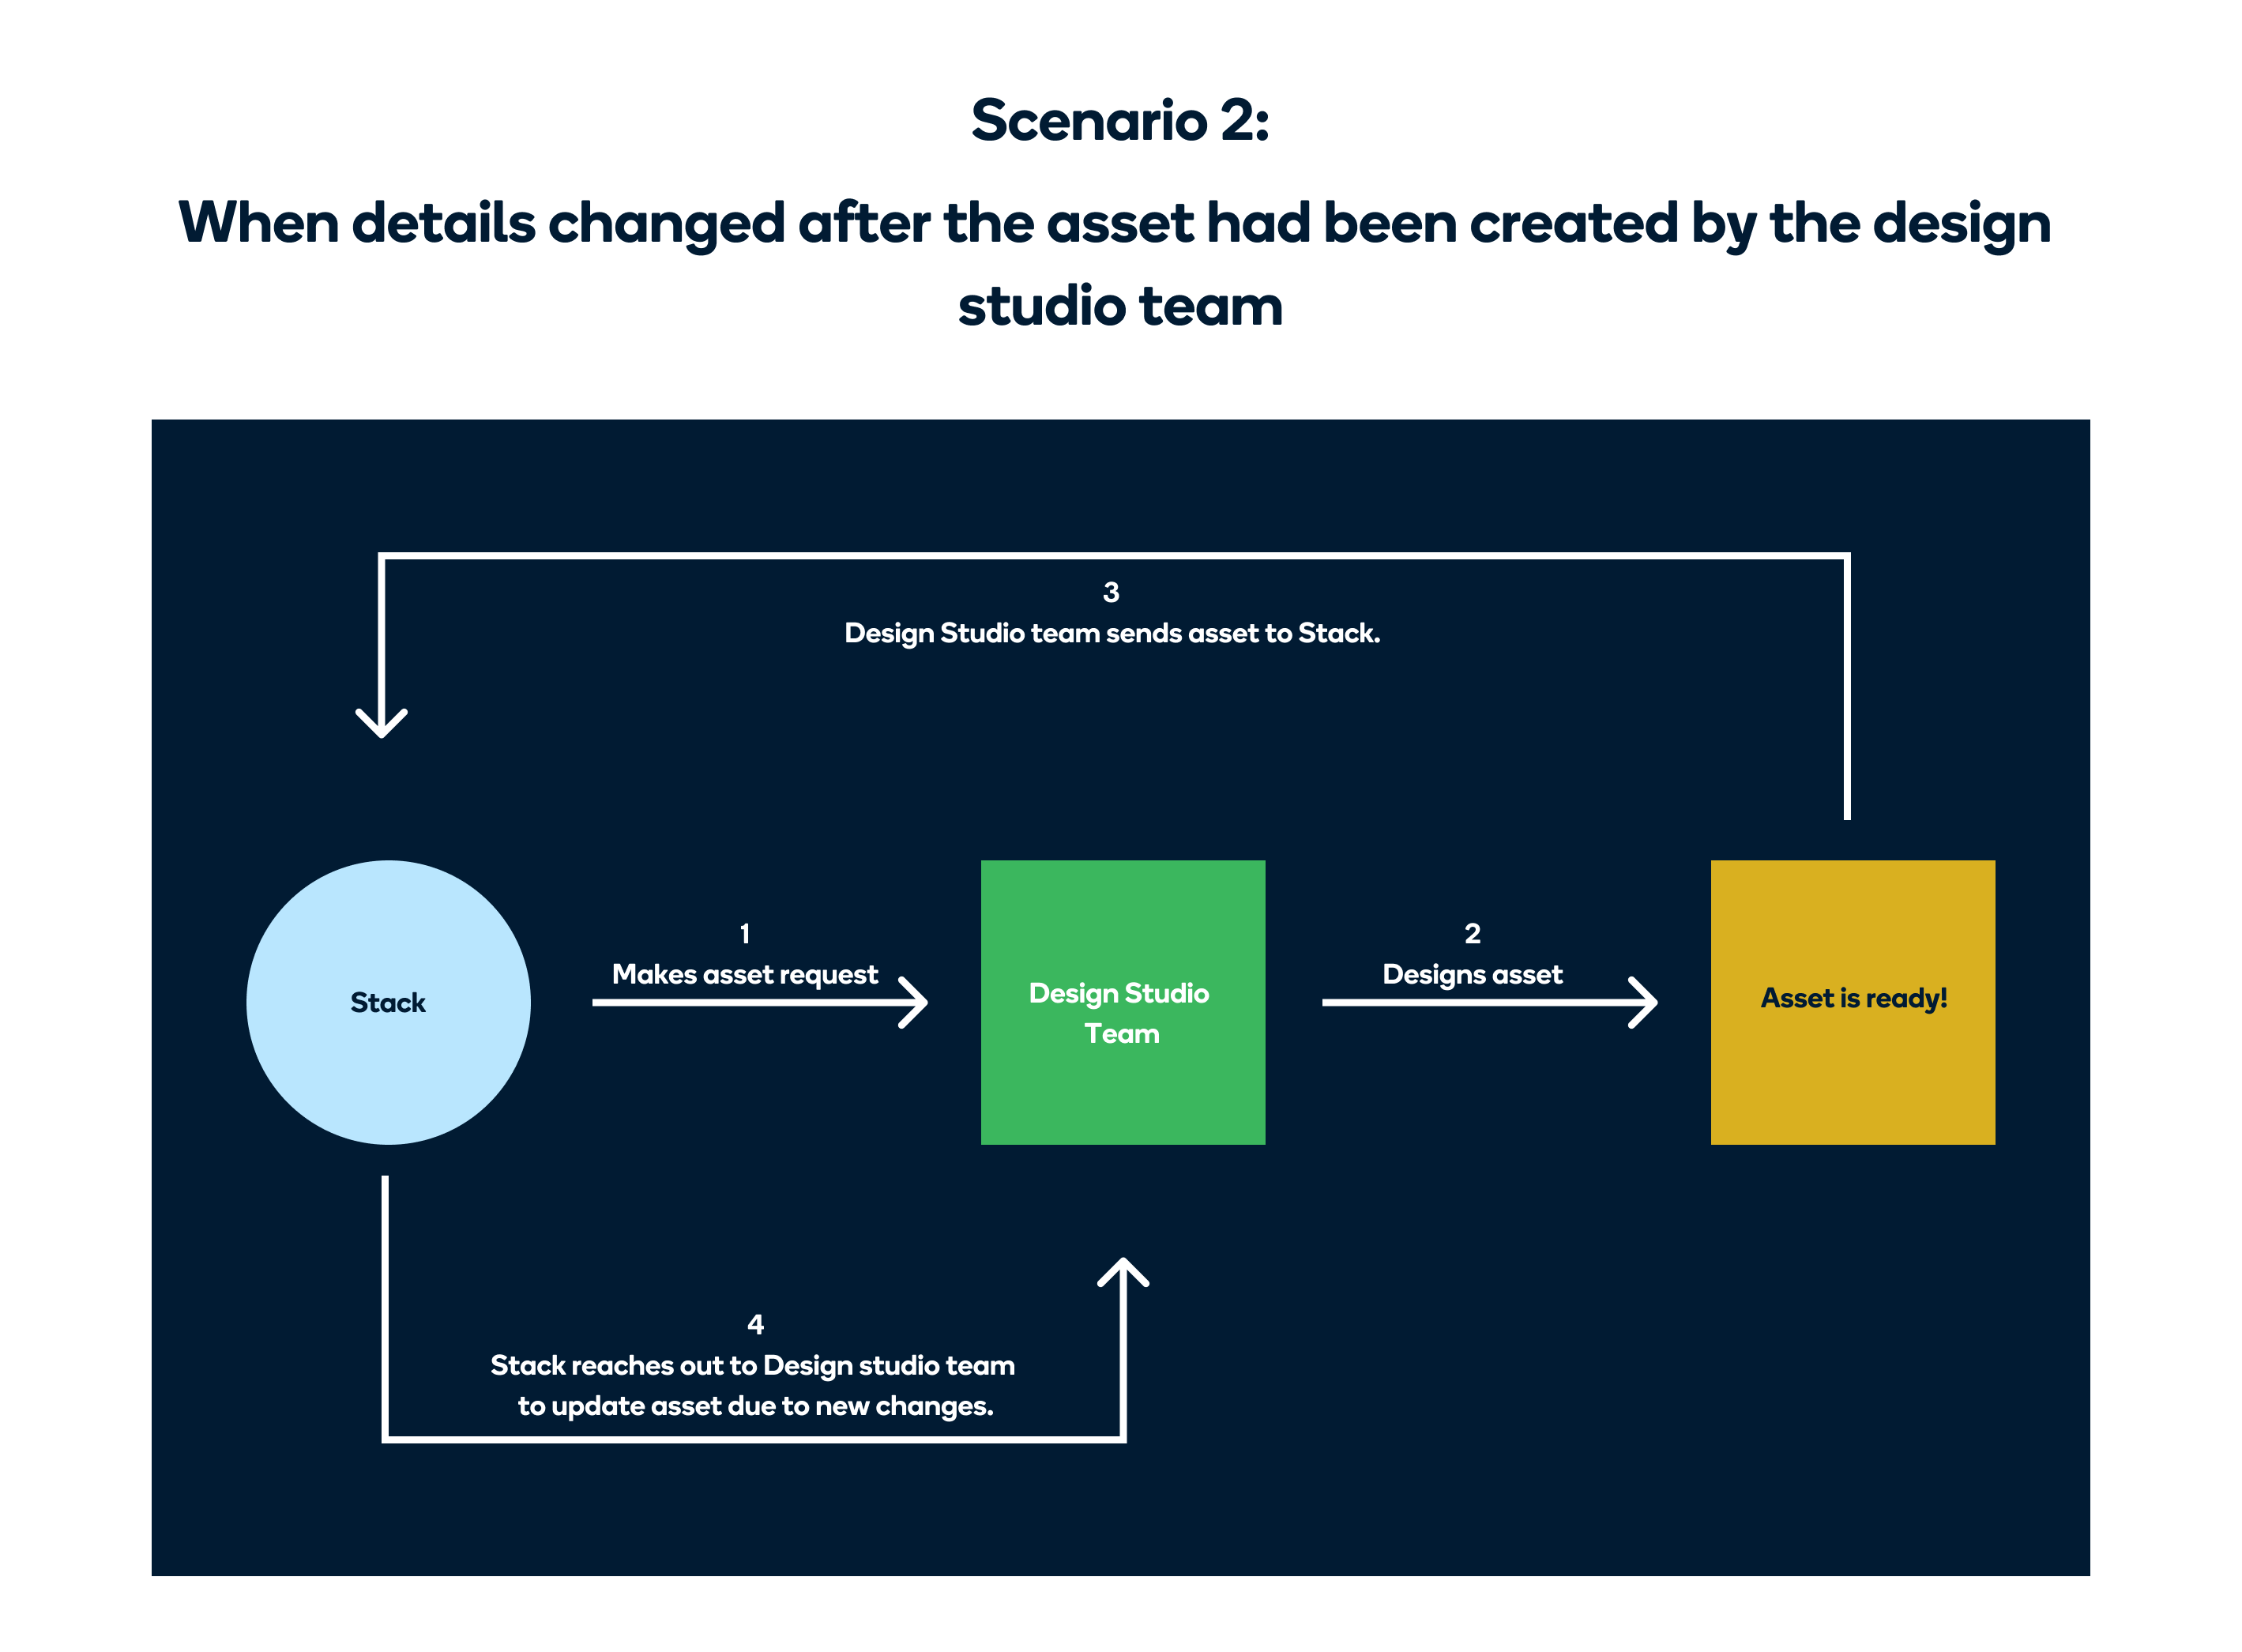 Scenario 2:
When details changed after the asset had been created by the design
studio team
3
Design Studio team sends asset to Stack.
1
Makes asset request
2
Designs asset
Stack
Design Studio
Team
Asset is ready!
4
Stack reaches out to Design studio team
to update asset due to new changes.